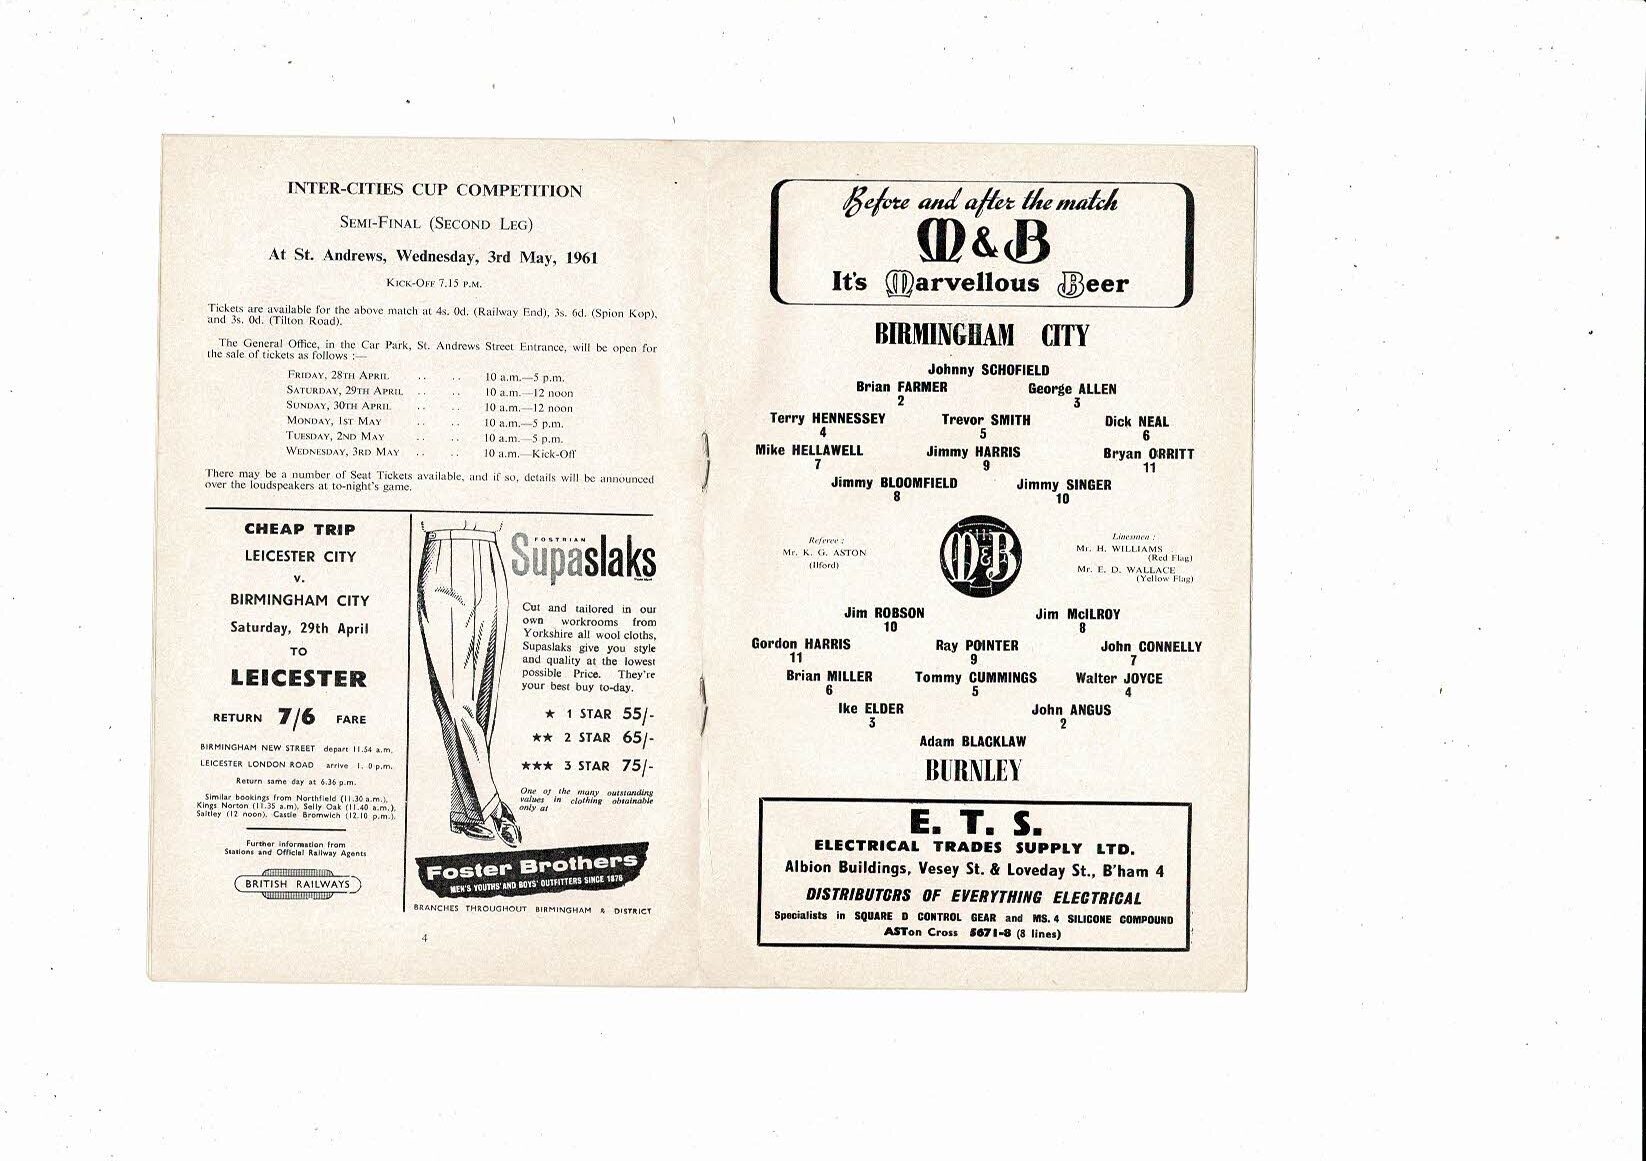 INTER-CITIES CUP COMPETITION
SEMI-FINAL (SECOND LEG)
At St. Andrews, Wednesday, 3rd May, 1961
KICK-OFF 7.15 P.M.
Tickets are available for the above match at 4s. 0d. (Railway End), 3s. 6d. (Spion Kop),
and 3s. 0d. (Tilton Road).
The General Office, in the Car Park, St. Andrews Street Entrance, will be open for
the sale of tickets as follows :—
FRIDAY, 28TH APRIL .. .. 10 a.m.—5 p.m.
SATURDAY, 29TH APRIL .. .. 10 a.m.—12 noon
SUNDAY, 30TH APRIL .. .. 10 a.m.—12 noon
MONDAY, 1ST MAY .. .. 10 a.m.—5 p.m.
TUESDAY, 2ND MAY .. .. 10 a.m.—5 p.m.
WEDNESDAY, 3RD MAY .. .. 10 a.m.—Kick-Off
There may be a number of Seat Tickets available, and if so, details will be announced
over the loudspeakers at to-night's game.
CHEAP TRIP
LEICESTER CITY
v.
BIRMINGHAM CITY
Saturday, 29th April
TO
LEICESTER
RETURN 7/6 FARE
BIRMINGHAM NEW STREET depart 11.54 a.m.
LEICESTER LONDON ROAD arrive 1. 0 p.m.
Return same day at 6.36 p.m.
Similar bookings from Northfield (11.30 a.m.),
Kings Norton (11.35 a.m), Selly Oak (11.40 a.m.),
Saltley (12 noon), Castle Bromwich (12.10 p.m.).
Further information from
Stations and Official Railway Agents
BRITISH RAILWAYS
FOSTRIAN
Supaslaks
Cut and tailored in our
own workrooms from
Yorkshire all wool cloths,
Supaslaks give you style
and quality at the lowest
possible Price. They're
your best buy to-day.
★ 1 STAR 55/-
★★ 2 STAR 65/-
★★★ 3 STAR 75/-
One of the many outstanding
values in clothing obtainable
only at
Foster Brothers
MEN'S YOUTHS' AND BOYS' OUTFITTERS SINCE 1876
BRANCHES THROUGHOUT BIRMINGHAM & DISTRICT
4
Before and after the match
M&B
It's Marvellous Beer
BIRMINGHAM CITY
Johnny SCHOFIELD
Brian FARMER George ALLEN
2 3
Terry HENNESSEY Trevor SMITH Dick NEAL
4 5 6
Mike HELLAWELL Jimmy HARRIS Bryan ORRITT
7 9 11
Jimmy BLOOMFIELD Jimmy SINGER
8 10
Referee :
Mr. K. G. ASTON
(Ilford)
M&B
Linesmen :
Mr. H. WILLIAMS
(Red Flag)
Mr. E. D. WALLACE
(Yellow Flag)
Jim ROBSON Jim McILROY
10 8
Gordon HARRIS Ray POINTER John CONNELLY
11 9 7
Brian MILLER Tommy CUMMINGS Walter JOYCE
6 5 4
Ike ELDER John ANGUS
3 2
Adam BLACKLAW
BURNLEY
E. T. S.
ELECTRICAL TRADES SUPPLY LTD.
Albion Buildings, Vesey St. & Loveday St., B'ham 4
DISTRIBUTORS OF EVERYTHING ELECTRICAL
Specialists in SQUARE D CONTROL GEAR and MS. 4 SILICONE COMPOUND
ASTon Cross 5671-8 (8 lines)